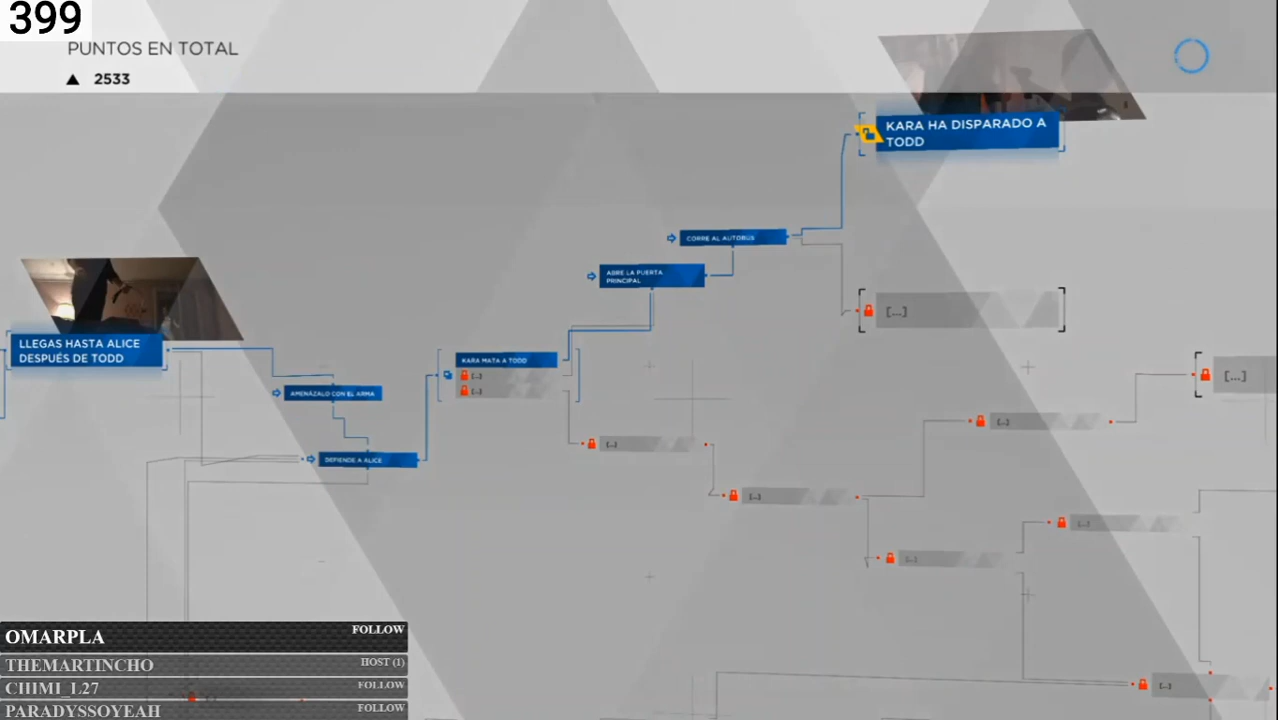 399
PUNTOS EN TOTAL
2533
KARA HA DISPARADO A
TODD
CORRE AL AUTOBUS
ABRE LA PUERTA
PRINCIPAL
[...]
LLEGAS HASTA ALICE
DESPUÉS DE TODD
KARA MATA A TODD
[...]
[...]
[...]
AMENÁZALO CON EL ARMA
[...]
[...]
DEFIENDE A ALICE
[...]
[...]
[...]
[...]
OMARPLA FOLLOW
THEMARTINCHO HOST (1)
CHIMI_L27 FOLLOW
PARADYSSOYEAH FOLLOW